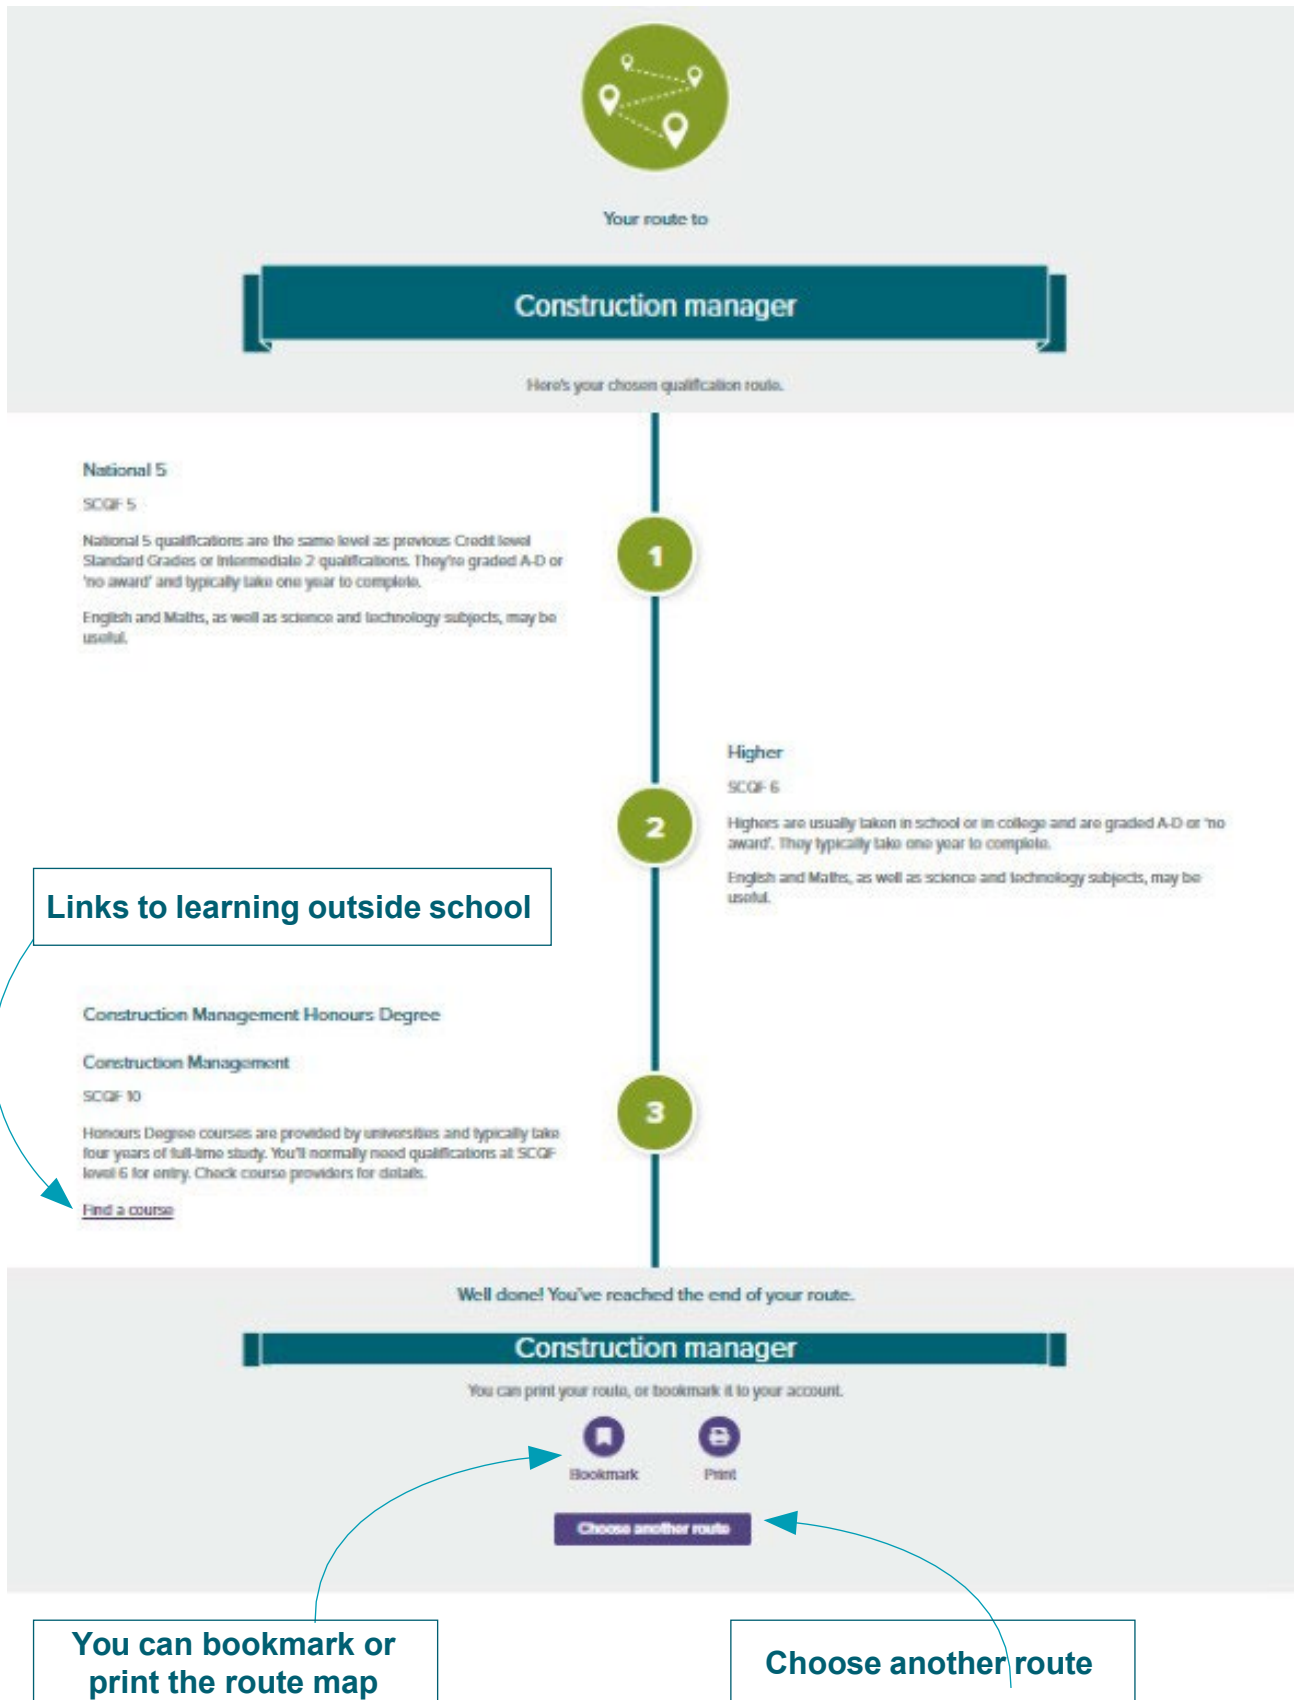 Your route to
Construction manager
Here's your chosen qualification route.
National 5
SCQF 5
National 5 qualifications are the same level as previous Credit level
Standard Grades or Intermediate 2 qualifications. They're graded A-D or
'no award' and typically take one year to complete.
English and Maths, as well as science and technology subjects, may be
useful.
1
Higher
SCQF 6
Highers are usually taken in school or in college and are graded A-D or 'no
award'. They typically take one year to complete.
English and Maths, as well as science and technology subjects, may be
useful.
2
Links to learning outside school
Construction Management Honours Degree
Construction Management
SCQF 10
Honours Degree courses are provided by universities and typically take
four years of full-time study. You'll normally need qualifications at SCQF
level 6 for entry. Check course providers for details.
Find a course
3
Well done! You've reached the end of your route.
Construction manager
You can print your route, or bookmark it to your account.
Bookmark Print
Choose another route
You can bookmark or
print the route map
Choose another route